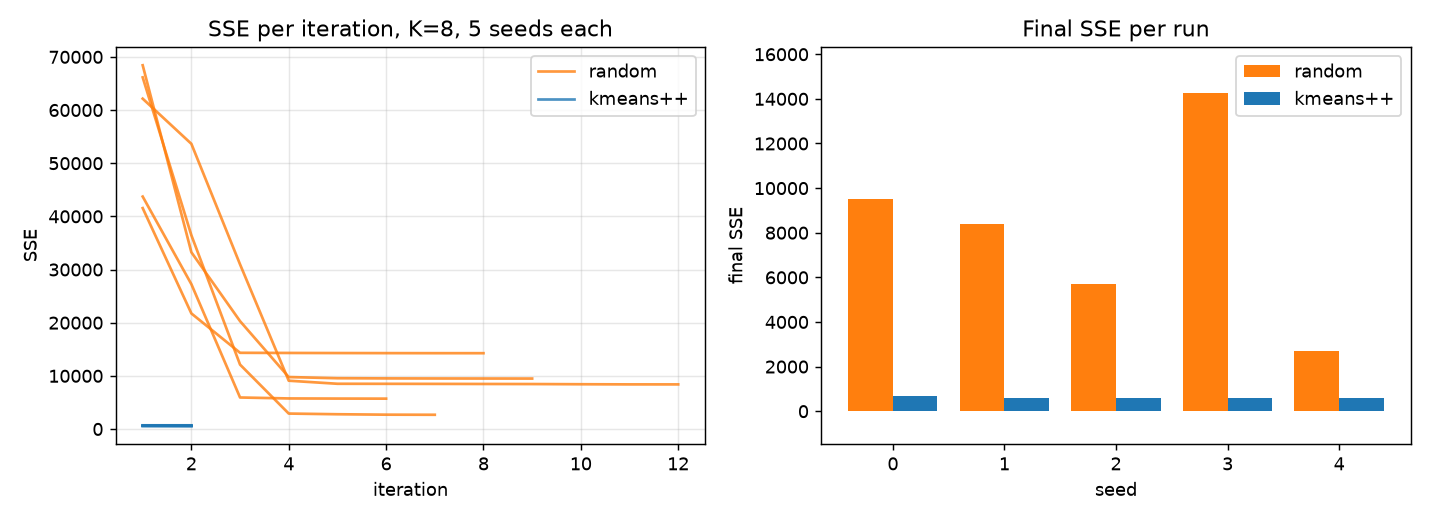 SSE per iteration, K=8, 5 seeds each
70000
60000
50000
40000
30000
20000
10000
0
SSE
random
kmeans++
2 4 6 8 10 12
iteration
Final SSE per run
16000
14000
12000
10000
8000
6000
4000
2000
0
final SSE
random
kmeans++
0 1 2 3 4
seed